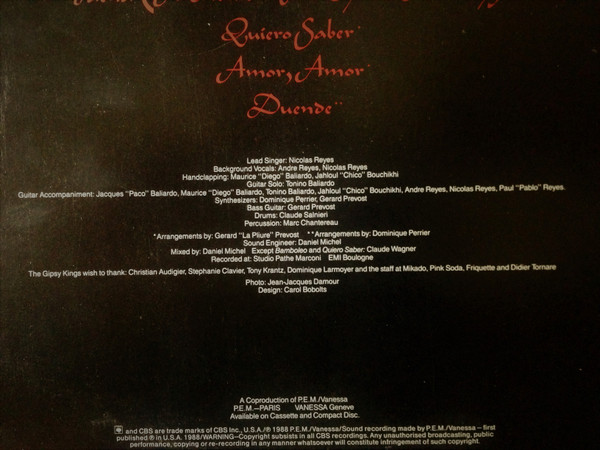 Quiero Saber*
Amor, Amor*
Duende**
Lead Singer: Nicolas Reyes
Background Vocals: Andre Reyes, Nicolas Reyes
Handclapping: Maurice "Diego" Baliardo, Jahloul "Chico" Bouchikhi
Guitar Solo: Tonino Baliardo
Guitar Accompaniment: Jacques "Paco" Baliardo, Maurice "Diego" Baliardo, Tonino Baliardo, Jahloul "Chico" Bouchikhi, Andre Reyes, Nicolas Reyes, Paul "Pablo" Reyes.
Synthesizers: Dominique Perrier, Gerard Prevost
Bass Guitar: Gerard Prevost
Drums: Claude Salnieri
Percussion: Marc Chantereau
*Arrangements by: Gerard "La Pliure" Prevost **Arrangements by: Dominique Perrier
Sound Engineer: Daniel Michel
Mixed by: Daniel Michel Except Bamboleo and Quiero Saber: Claude Wagner
Recorded at: Studio Pathe Marconi EMI Boulogne
The Gipsy Kings wish to thank: Christian Audigier, Stephanie Clavier, Tony Krantz, Dominique Larmoyer and the staff at Mikado, Pink Soda, Friquette and Didier Tornare
Photo: Jean-Jacques Damour
Design: Carol Bobolts
A Coproduction of P.E.M./Vanessa
P.E.M.—PARIS VANESSA Geneve
Available on Cassette and Compact Disc.
and CBS are trade marks of CBS Inc., U.S.A./℗ 1988 P.E.M./Vanessa/Sound recording made by P.E.M./Vanessa – first
published ℗ in U.S.A. 1988/WARNING–Copyright subsists in all CBS recordings. Any unauthorised broadcasting, public
performance, copying or re-recording in any manner whatsoever will constitute infringement of such copyright.